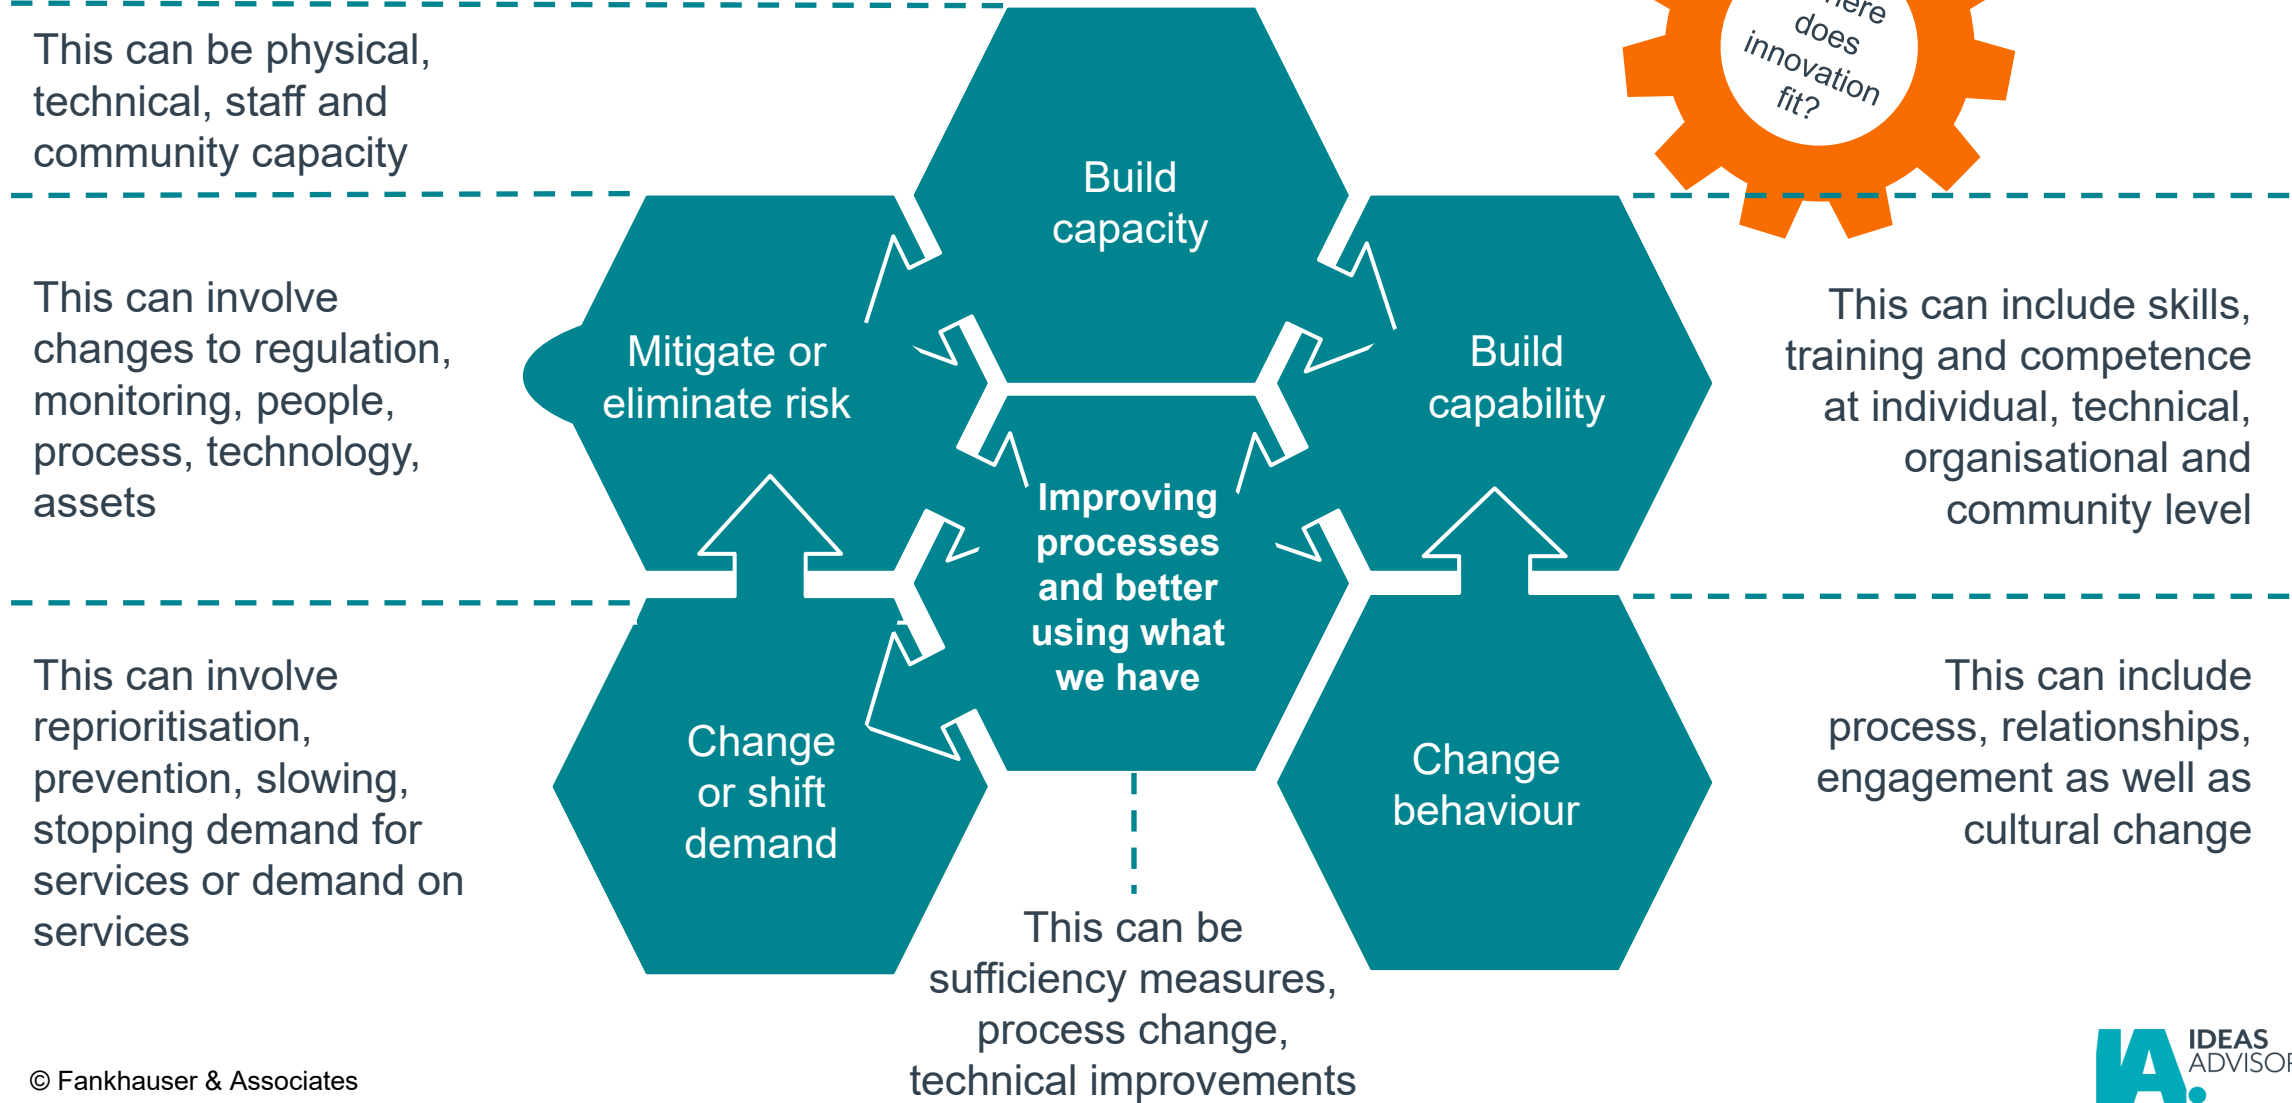 This can be physical,
technical, staff and
community capacity
does
innovation
fit?
Build
capacity
This can involve
changes to regulation,
monitoring, people,
process, technology,
assets
Mitigate or
eliminate risk
Build
capability
This can include skills,
training and competence
at individual, technical,
organisational and
community level
Improving
processes
and better
using what
we have
This can involve
reprioritisation,
prevention, slowing,
stopping demand for
services or demand on
services
Change
or shift
demand
Change
behaviour
This can include
process, relationships,
engagement as well as
cultural change
This can be
sufficiency measures,
process change,
technical improvements
© Fankhauser & Associates
IA.
IDEAS